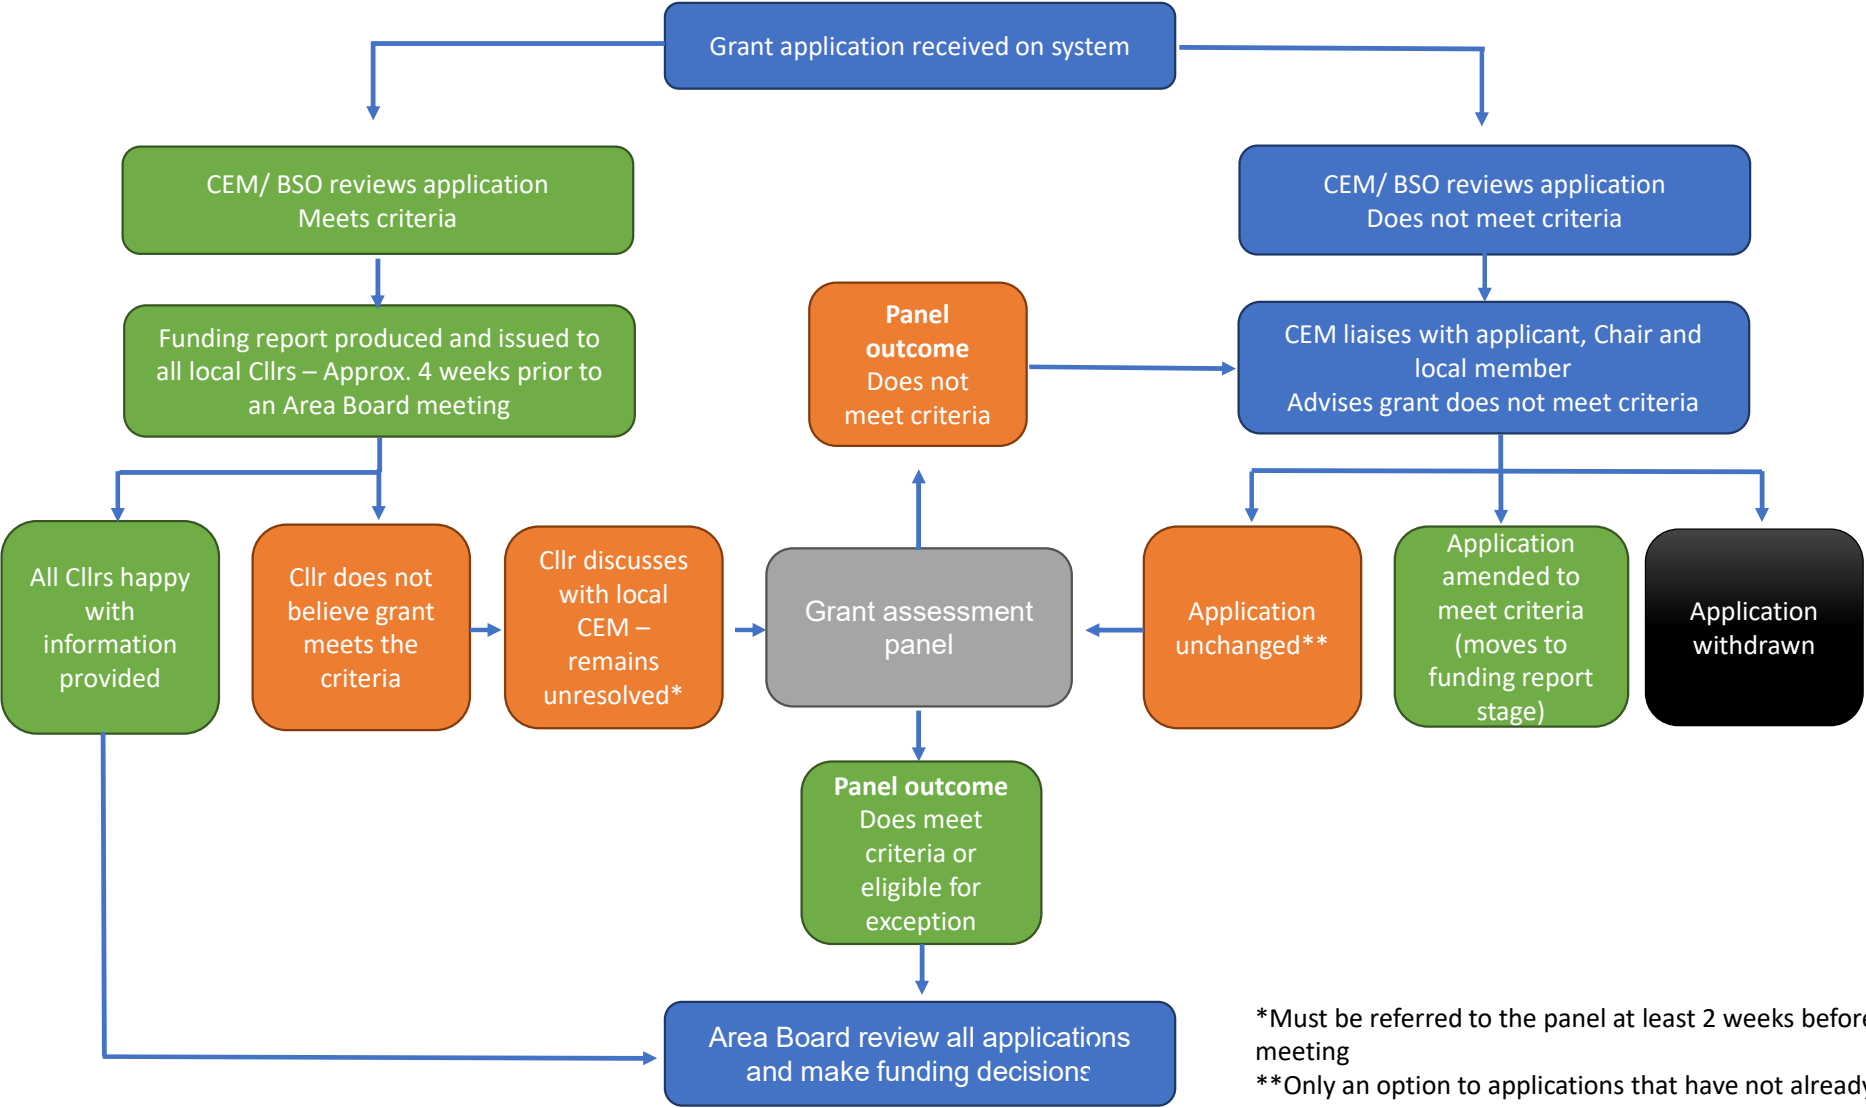 Grant application received on system
CEM/ BSO reviews application
Meets criteria
CEM/ BSO reviews application
Does not meet criteria
Funding report produced and issued to
all local Cllrs – Approx. 4 weeks prior to
an Area Board meeting
Panel
outcome
Does not
meet criteria
CEM liaises with applicant, Chair and
local member
Advises grant does not meet criteria
All Cllrs happy
with
information
provided
Cllr does not
believe grant
meets the
criteria
Cllr discusses
with local
CEM –
remains
unresolved*
Grant assessment
panel
Application
unchanged**
Application
amended to
meet criteria
(moves to
funding report
stage)
Application
withdrawn
Panel outcome
Does meet
criteria or
eligible for
exception
Area Board review all applications
and make funding decisions
*Must be referred to the panel at least 2 weeks before
meeting
**Only an option to applications that have not already